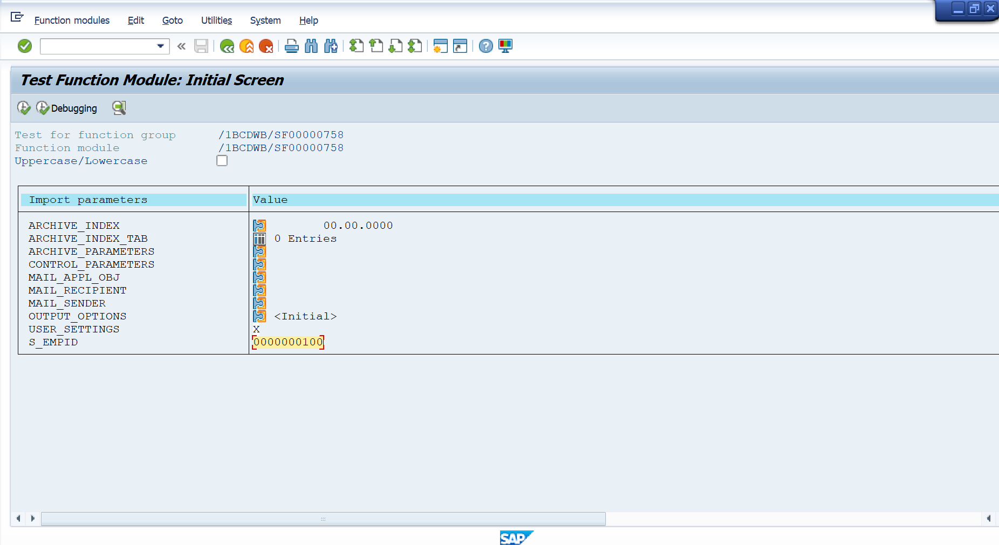 Function modules Edit Goto Utilities System Help
Test Function Module: Initial Screen
Debugging
Test for function group /1BCDWB/SF00000758
Function module /1BCDWB/SF00000758
Uppercase/Lowercase
Import parameters Value
ARCHIVE_INDEX 00.00.0000
ARCHIVE_INDEX_TAB 0 Entries
ARCHIVE_PARAMETERS
CONTROL_PARAMETERS
MAIL_APPL_OBJ
MAIL_RECIPIENT
MAIL_SENDER
OUTPUT_OPTIONS <Initial>
USER_SETTINGS X
S_EMPID 0000000100
SAP